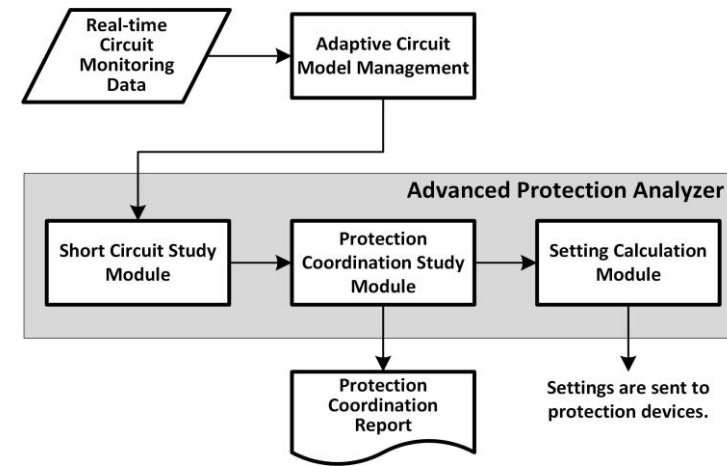 Real-time
Circuit
Monitoring
Data
Adaptive Circuit
Model Management
Advanced Protection Analyzer
Short Circuit Study
Module
Protection
Coordination Study
Module
Setting Calculation
Module
Protection
Coordination
Report
Settings are sent to
protection devices.